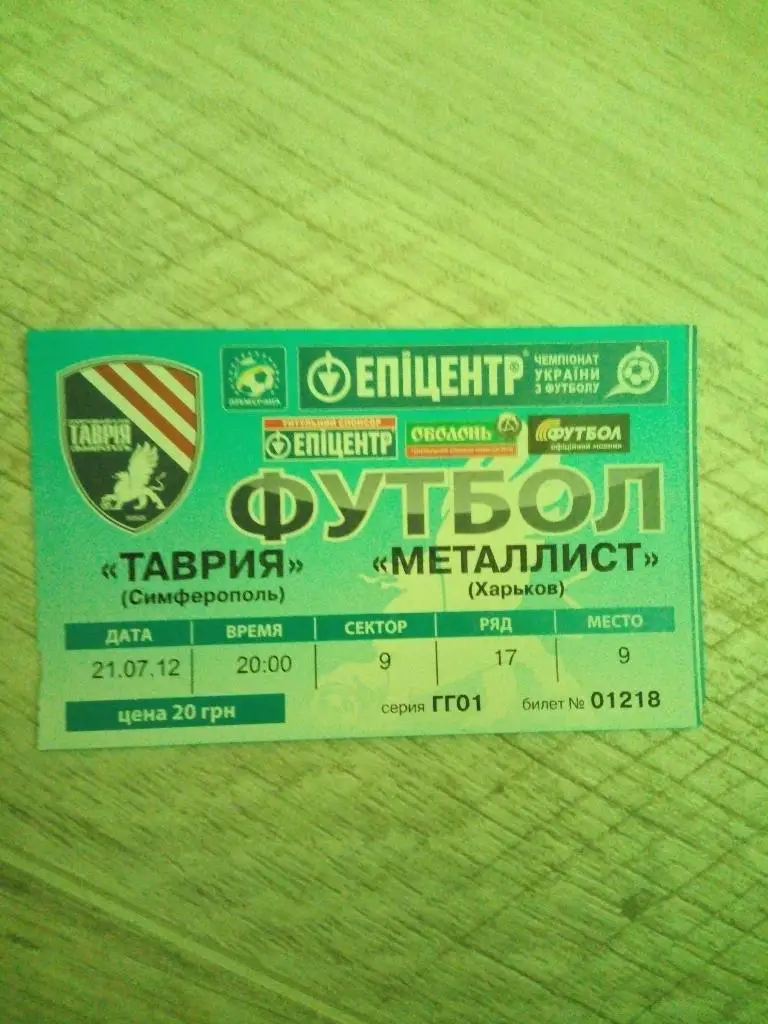 ЕПІЦЕНТР®
ЧЕМПІОНАТ
УКРАЇНИ
З ФУТБОЛУ
ТАВРІЯ
ТИТУЛЬНИЙ СПОНСОР
ЕПІЦЕНТР
ОБОЛОНЬ
ФУТБОЛ
ФУТБОЛ
«ТАВРИЯ» «МЕТАЛЛИСТ»
(Симферополь) (Харьков)
ДАТА ВРЕМЯ СЕКТОР РЯД МЕСТО
21.07.12 20:00 9 17 9
цена 20 грн серия ГГ01 билет № 01218